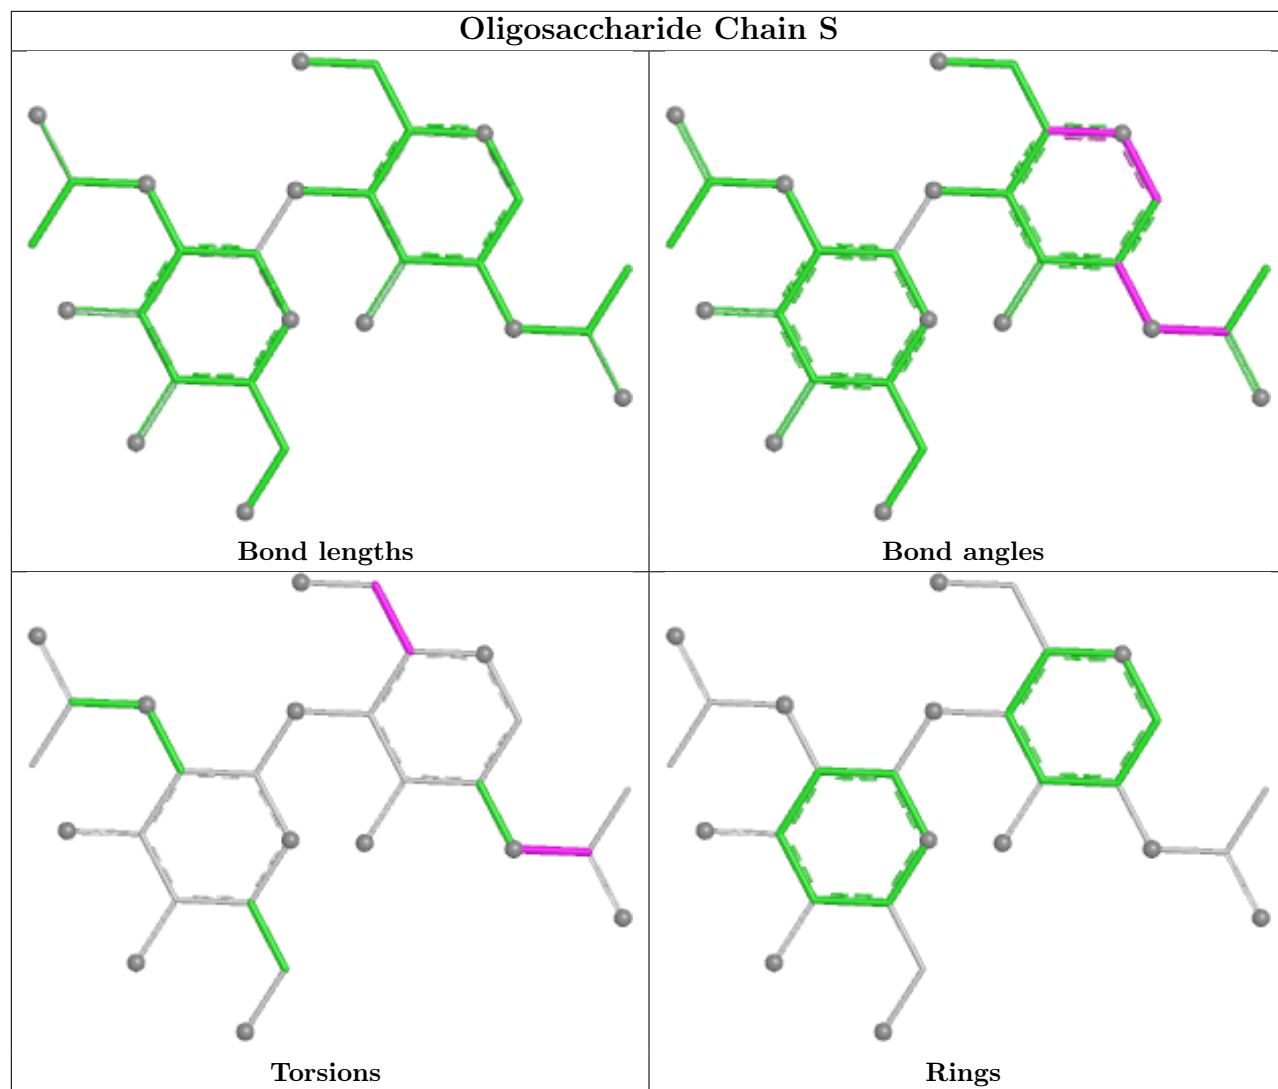 Oligosaccharide Chain S
Bond lengths
Bond angles
Torsions
Rings